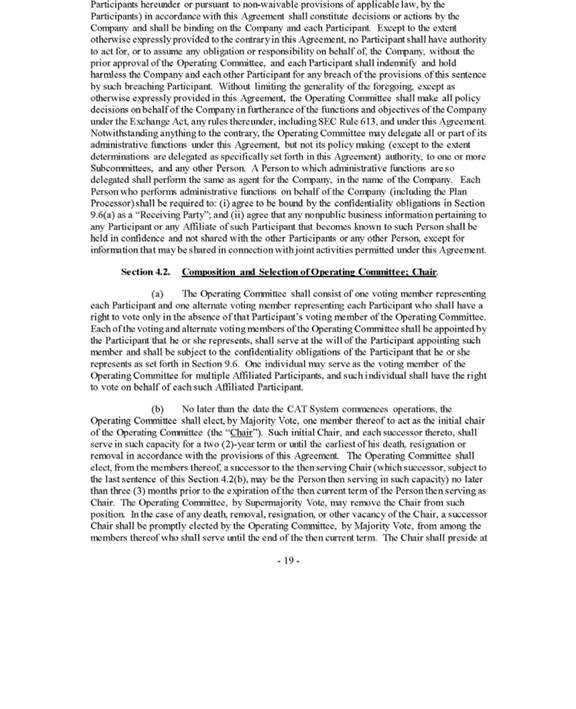 Participants hereunder or pursuant to non-waivable provisions of applicable law, by the
Participants) in accordance with this Agreement shall constitute decisions or actions by the
Company and shall be binding on the Company and each Participant. Except to the extent
otherwise expressly provided to the contrary in this Agreement, no Participant shall have authority
to act for, or to assume any obligation or responsibility on behalf of, the Company, without the
prior approval of the Operating Committee, and each Participant shall indemnify and hold
harmless the Company and each other Participant for any breach of the provisions of this sentence
by such breaching Participant. Without limiting the generality of the foregoing, except as
otherwise expressly provided in this Agreement, the Operating Committee shall make all policy
decisions on behalf of the Company in furtherance of the functions and objectives of the Company
under the Exchange Act, any rules thereunder, including SEC Rule 613, and under this Agreement.
Notwithstanding anything to the contrary, the Operating Committee may delegate all or part of its
administrative functions under this Agreement, but not its policy making (except to the extent
determinations are delegated as specifically set forth in this Agreement) authority, to one or more
Subcommittees, and any other Person. A Person to which administrative functions are so
delegated shall perform the same as agent for the Company, in the name of the Company. Each
Person who performs administrative functions on behalf of the Company (including the Plan
Processor) shall be required to: (i) agree to be bound by the confidentiality obligations in Section
9.6(a) as a “Receiving Party”; and (ii) agree that any nonpublic business information pertaining to
any Participant or any Affiliate of such Participant that becomes known to such Person shall be
held in confidence and not shared with the other Participants or any other Person, except for
information that may be shared in connection with joint activities permitted under this Agreement.
Section 4.2. Composition and Selection of Operating Committee; Chair.
(a) The Operating Committee shall consist of one voting member representing
each Participant and one alternate voting member representing each Participant who shall have a
right to vote only in the absence of that Participant’s voting member of the Operating Committee.
Each of the voting and alternate voting members of the Operating Committee shall be appointed by
the Participant that he or she represents, shall serve at the will of the Participant appointing such
member and shall be subject to the confidentiality obligations of the Participant that he or she
represents as set forth in Section 9.6. One individual may serve as the voting member of the
Operating Committee for multiple Affiliated Participants, and such individual shall have the right
to vote on behalf of each such Affiliated Participant.
(b) No later than the date the CAT System commences operations, the
Operating Committee shall elect, by Majority Vote, one member thereof to act as the initial chair
of the Operating Committee (the “Chair”). Such initial Chair, and each successor thereto, shall
serve in such capacity for a two (2)-year term or until the earliest of his death, resignation or
removal in accordance with the provisions of this Agreement. The Operating Committee shall
elect, from the members thereof, a successor to the then serving Chair (which successor, subject to
the last sentence of this Section 4.2(b), may be the Person then serving in such capacity) no later
than three (3) months prior to the expiration of the then current term of the Person then serving as
Chair. The Operating Committee, by Supermajority Vote, may remove the Chair from such
position. In the case of any death, removal, resignation, or other vacancy of the Chair, a successor
Chair shall be promptly elected by the Operating Committee, by Majority Vote, from among the
members thereof who shall serve until the end of the then current term. The Chair shall preside at
- 19 -